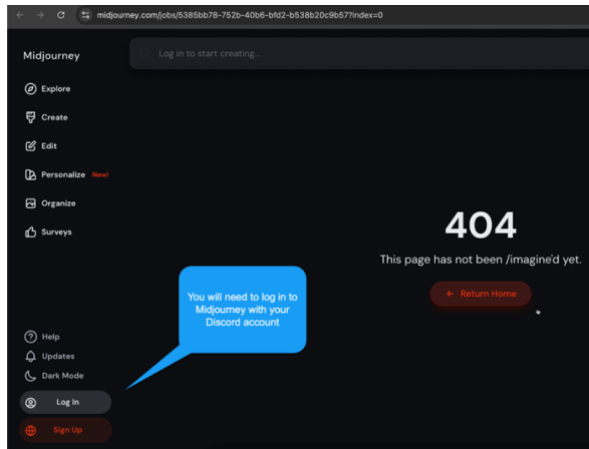 midjourney.com/jobs/5385bb78-752b-40b6-bfd2-b538b20c9b57?index=0
Midjourney
Log in to start creating...
Explore
Create
Edit
Personalize New!
Organize
Surveys
404
This page has not been /imagine'd yet.
← Return Home
You will need to log in to
Midjourney with your
Discord account
Help
Updates
Dark Mode
Log In
Sign Up